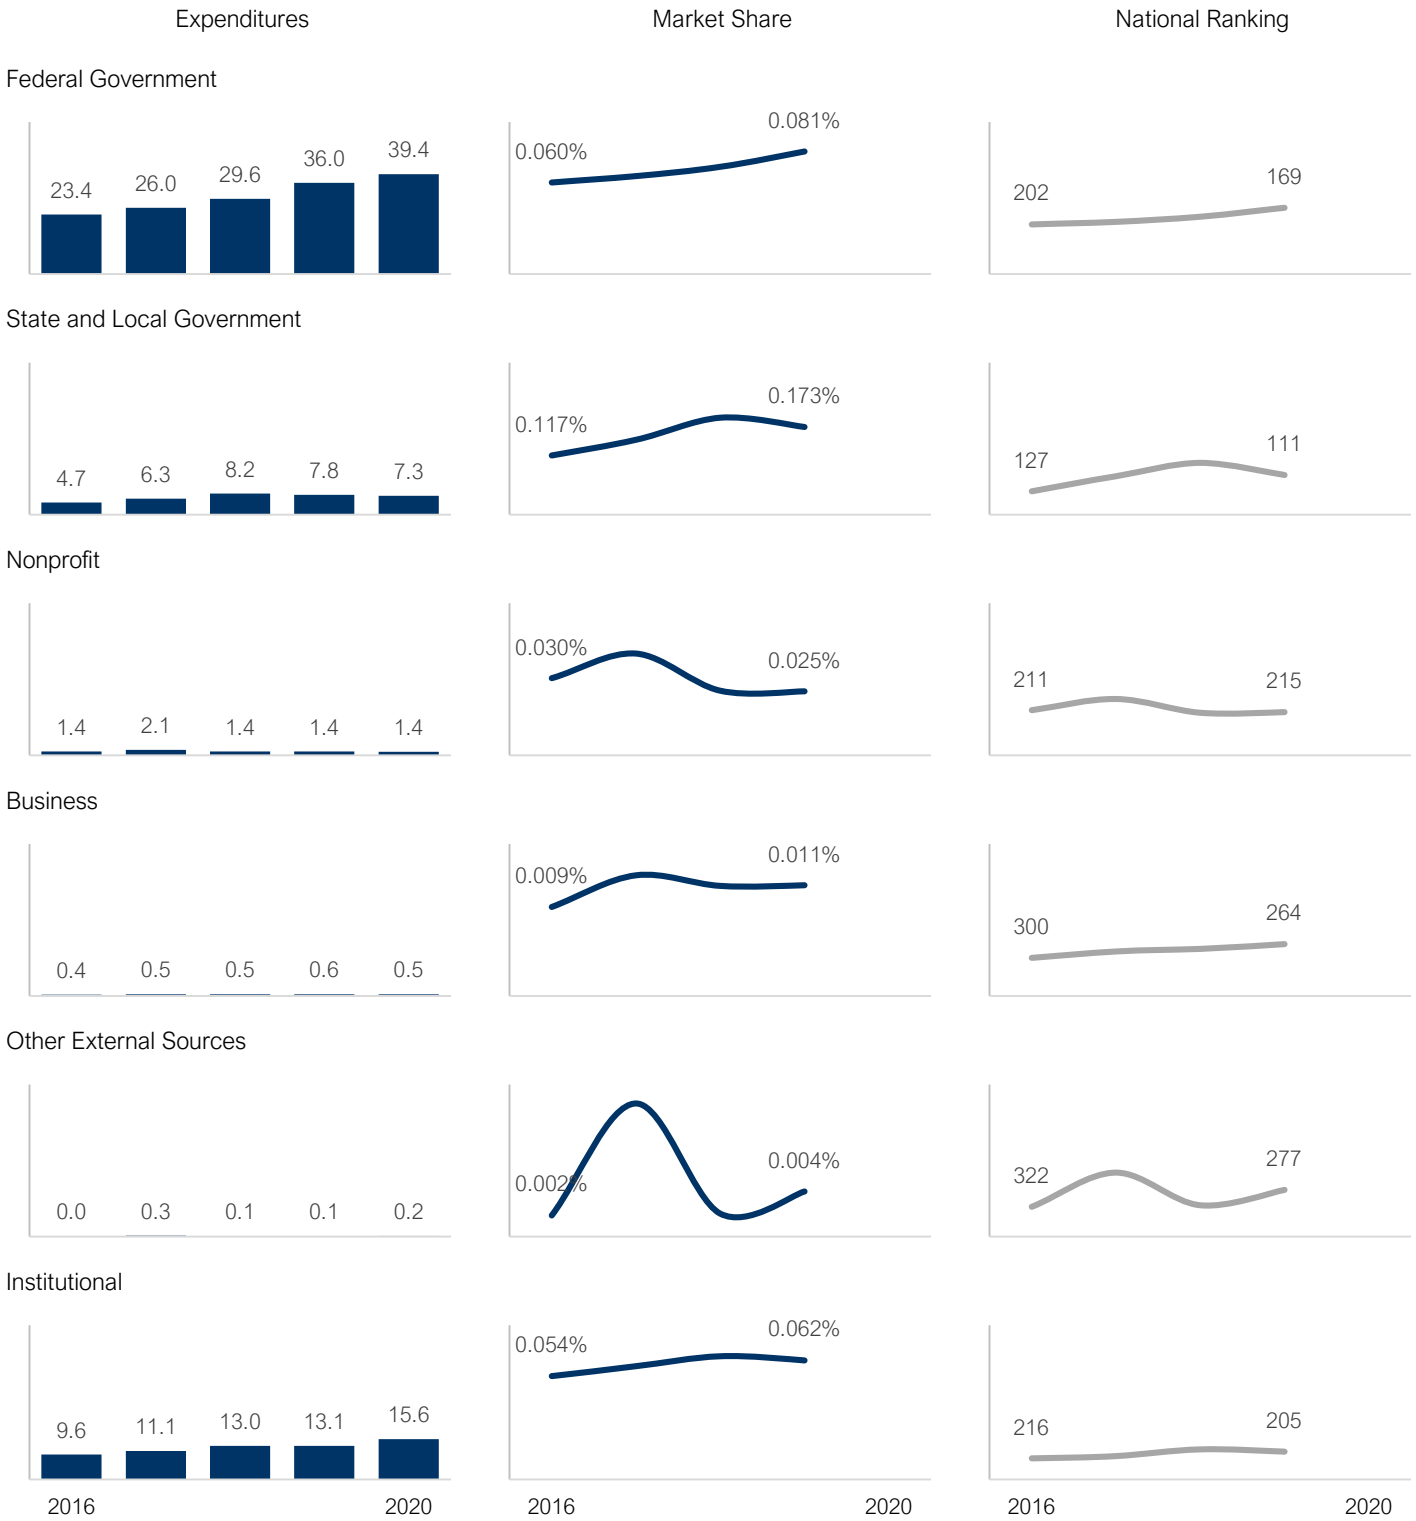 Expenditures Market Share National Ranking
Federal Government
23.4 26.0 29.6 36.0 39.4
0.060% 0.081%
202 169
State and Local Government
4.7 6.3 8.2 7.8 7.3
0.117% 0.173%
127 111
Nonprofit
1.4 2.1 1.4 1.4 1.4
0.030% 0.025%
211 215
Business
0.4 0.5 0.5 0.6 0.5
0.009% 0.011%
300 264
Other External Sources
0.0 0.3 0.1 0.1 0.2
0.002% 0.004%
322 277
Institutional
9.6 11.1 13.0 13.1 15.6
0.054% 0.062%
216 205
2016 2020 2016 2020 2016 2020